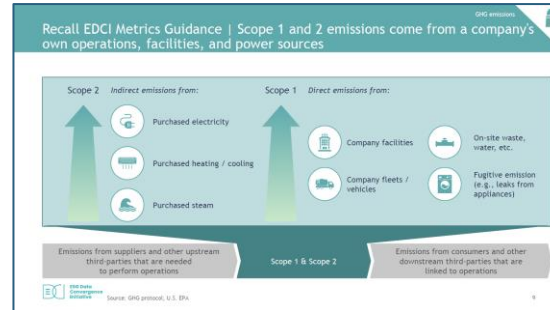 GHG emissions
Recall EDCI Metrics Guidance | Scope 1 and 2 emissions come from a company's
own operations, facilities, and power sources
Scope 2
Indirect emissions from:
Purchased electricity
Purchased heating / cooling
Purchased steam
Scope 1
Direct emissions from:
Company facilities
Company fleets /
vehicles
On-site waste,
water, etc.
Fugitive emission
(e.g., leaks from
appliances)
Emissions from suppliers and other upstream
third-parties that are needed
to perform operations
Scope 1 & Scope 2
Emissions from consumers and other
downstream third-parties that are
linked to operations
ESG Data
Convergence
Initiative
Source: GHG protocol, U.S. EPA
9